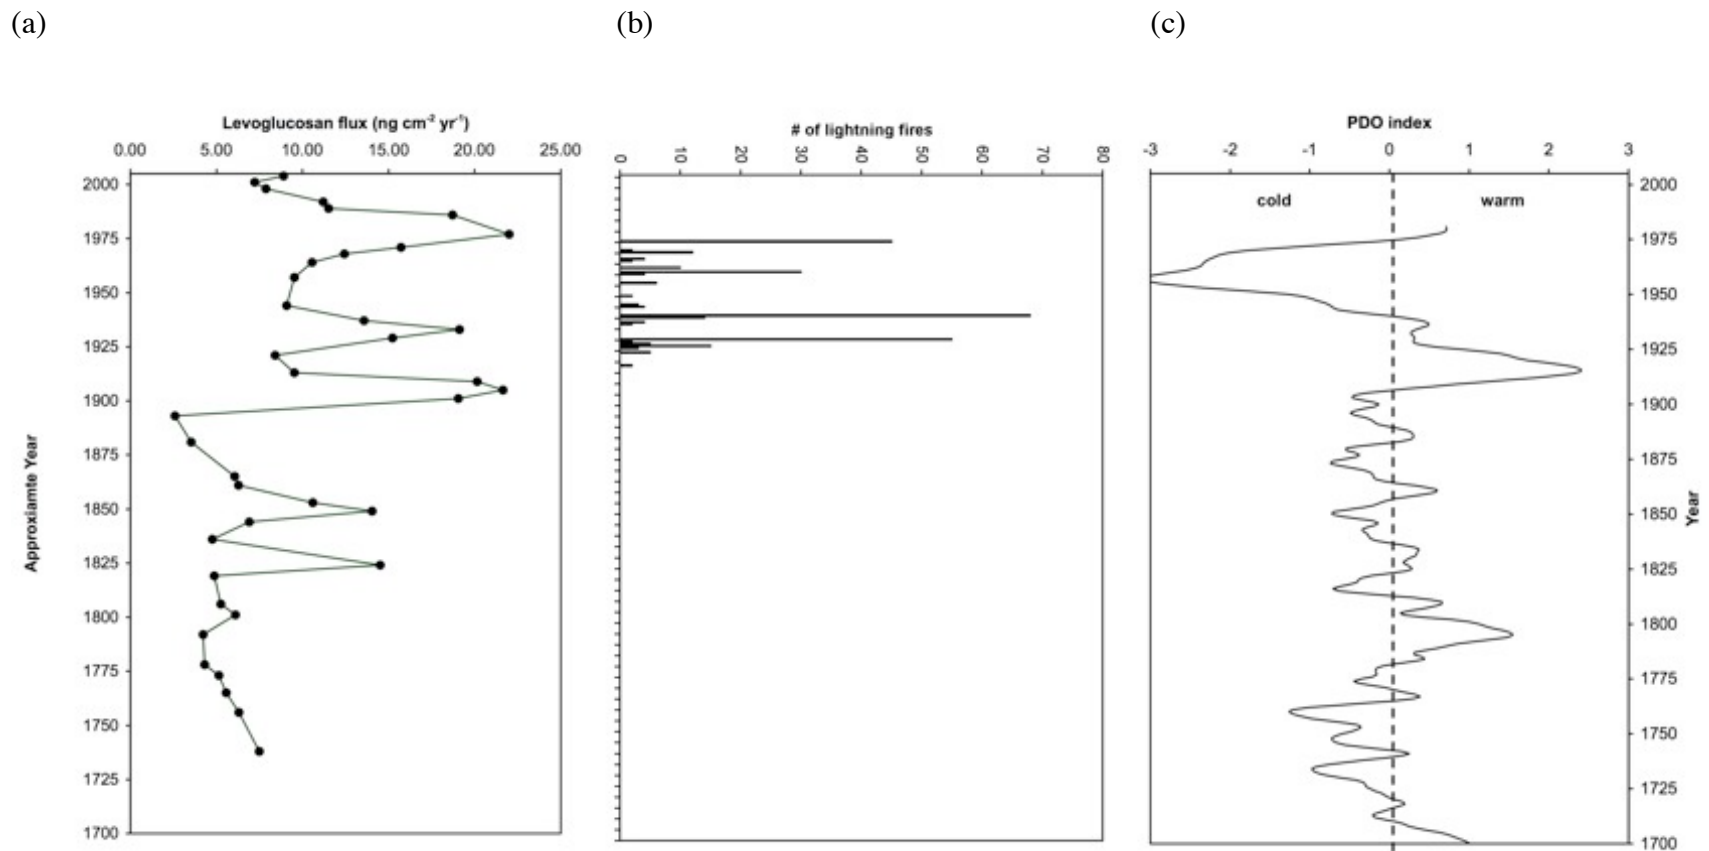 (a)
(b)
(c)
Levoglucosan flux (ng cm⁻² yr⁻¹)
0.00 5.00 10.00 15.00 20.00 25.00
2000
1975
1950
1925
1900
1875
1850
1825
1800
1775
1750
1725
1700
Approxiamte Year
# of lightning fires
0 10 20 30 40 50 60 70 80
PDO index
-3 -2 -1 0 1 2 3
cold warm
2000
1975
1950
1925
1900
1875
1850
1825
1800
1775
1750
1725
1700
Year